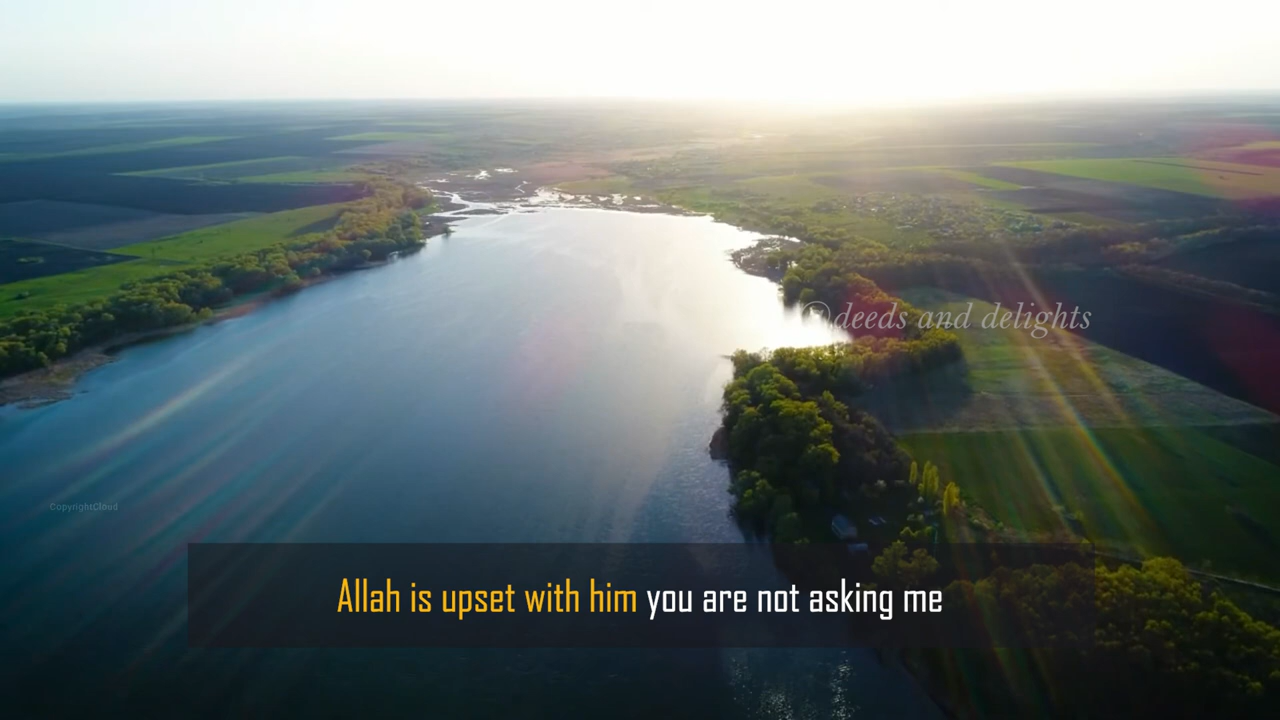 deeds and delights
CopyrightCloud
Allah is upset with him you are not asking me